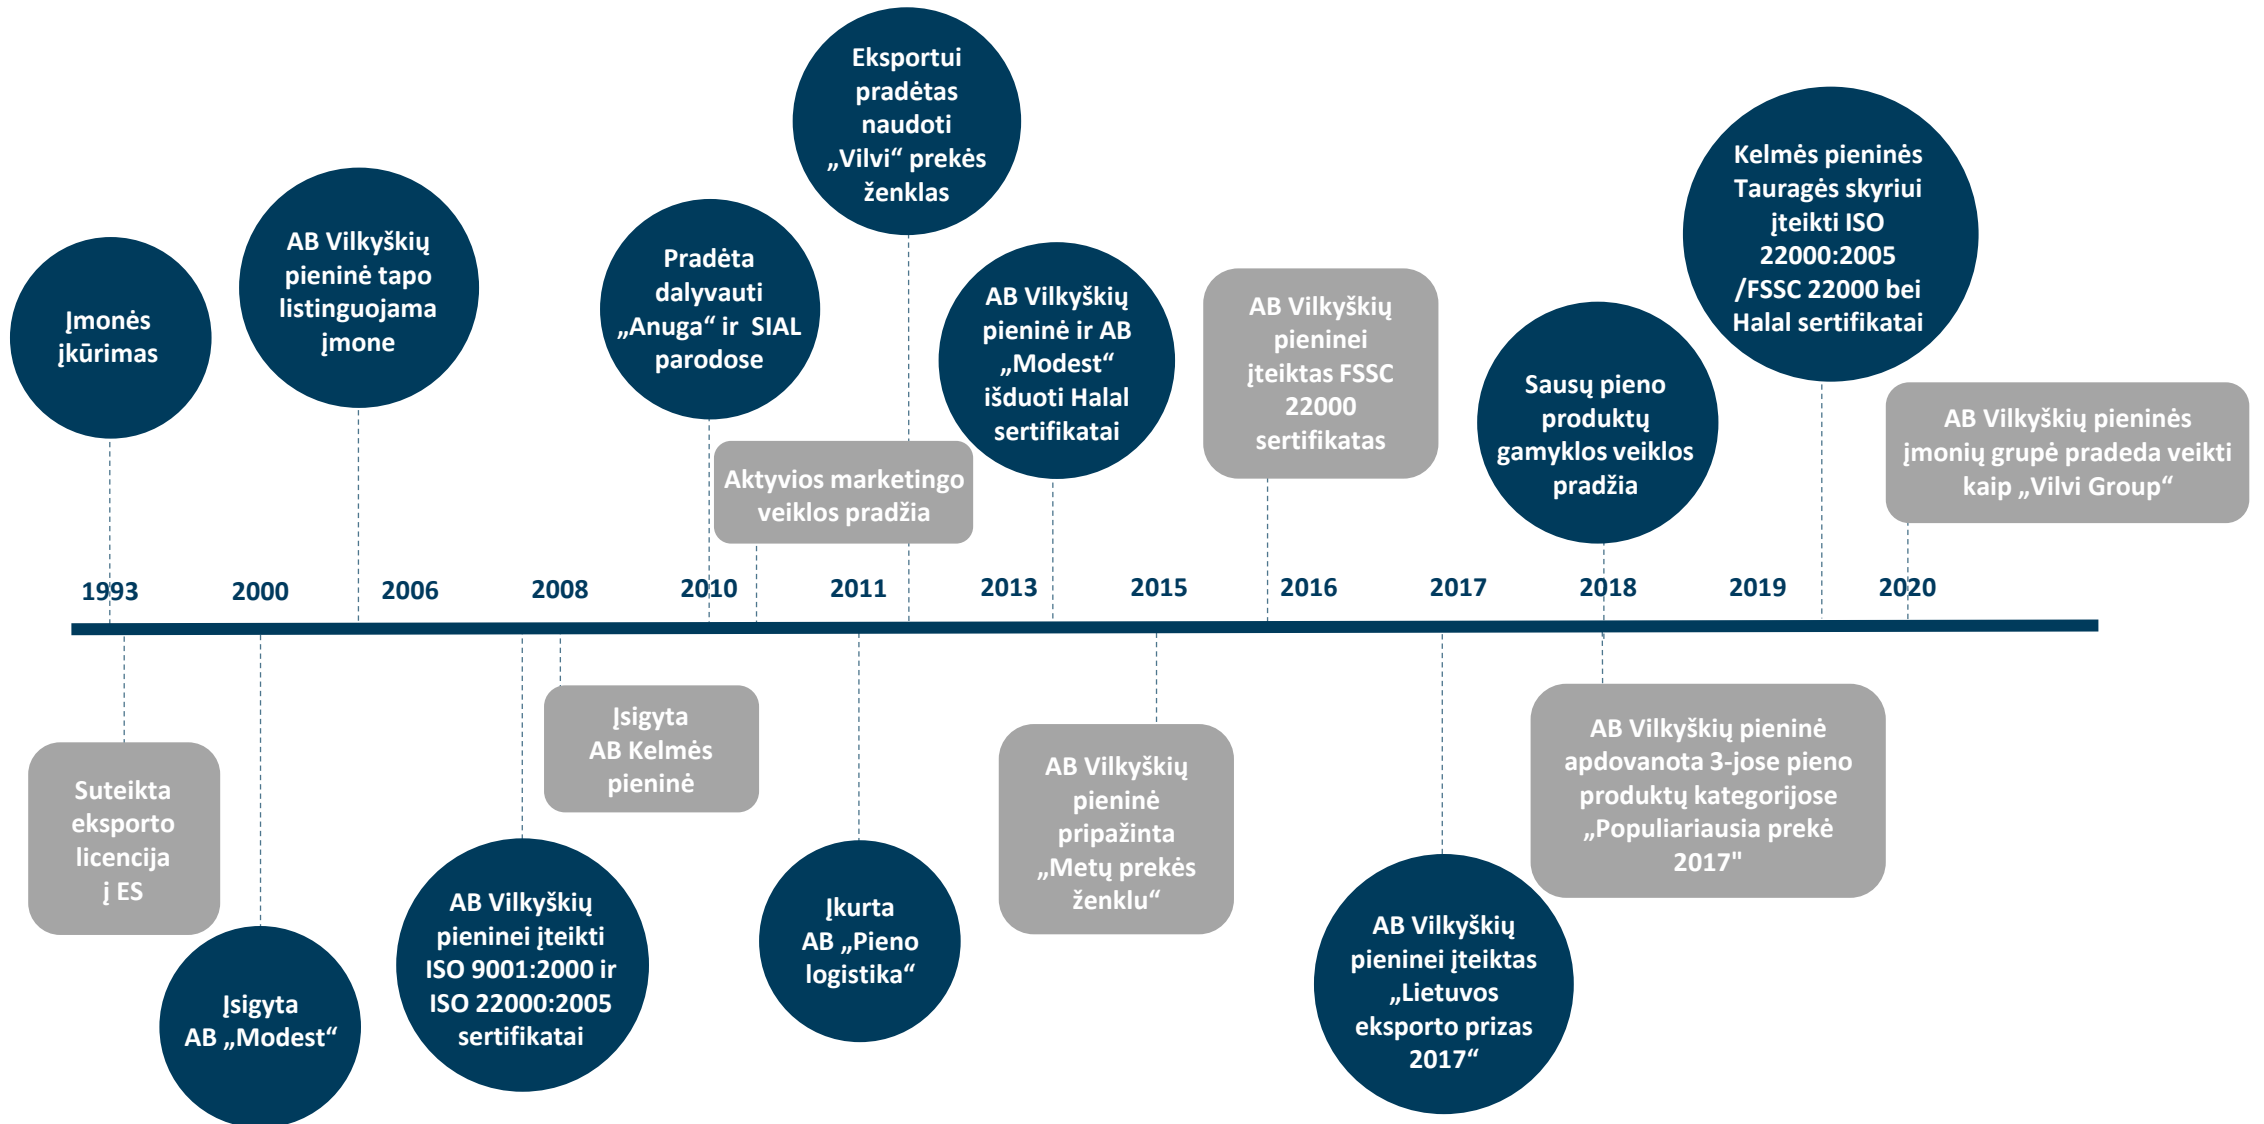 Eksportui
pradėtas
naudoti
„Vilvi“ prekės
ženklas
Kelmės pieninės
Tauragės skyriui
įteikti ISO
22000:2005
/FSSC 22000 bei
Halal sertifikatai
AB Vilkyškių
pieninė tapo
listinguojama
įmone
Pradėta
dalyvauti
„Anuga“ ir  SIAL
parodose
AB Vilkyškių
pieninė ir AB
„Modest“
išduoti Halal
sertifikatai
AB Vilkyškių
pieninei
įteiktas FSSC
22000
sertifikatas
Įmonės
įkūrimas
Sausų pieno
produktų
gamyklos veiklos
pradžia
AB Vilkyškių pieninės
įmonių grupė pradeda veikti
kaip „Vilvi Group“
Aktyvios marketingo
veiklos pradžia
1993 2000 2006 2008 2010 2011 2013 2015 2016 2017 2018 2019 2020
Suteikta
eksporto
licencija
į ES
Įsigyta
AB „Modest“
AB Vilkyškių
pieninei įteikti
ISO 9001:2000 ir
ISO 22000:2005
sertifikatai
Įsigyta
AB Kelmės
pieninė
Įkurta
AB „Pieno
logistika“
AB Vilkyškių
pieninė
pripažinta
„Metų prekės
ženklu“
AB Vilkyškių
pieninei įteiktas
„Lietuvos
eksporto prizas
2017“
AB Vilkyškių pieninė
apdovanota 3-jose pieno
produktų kategorijose
„Populiariausia prekė
2017"